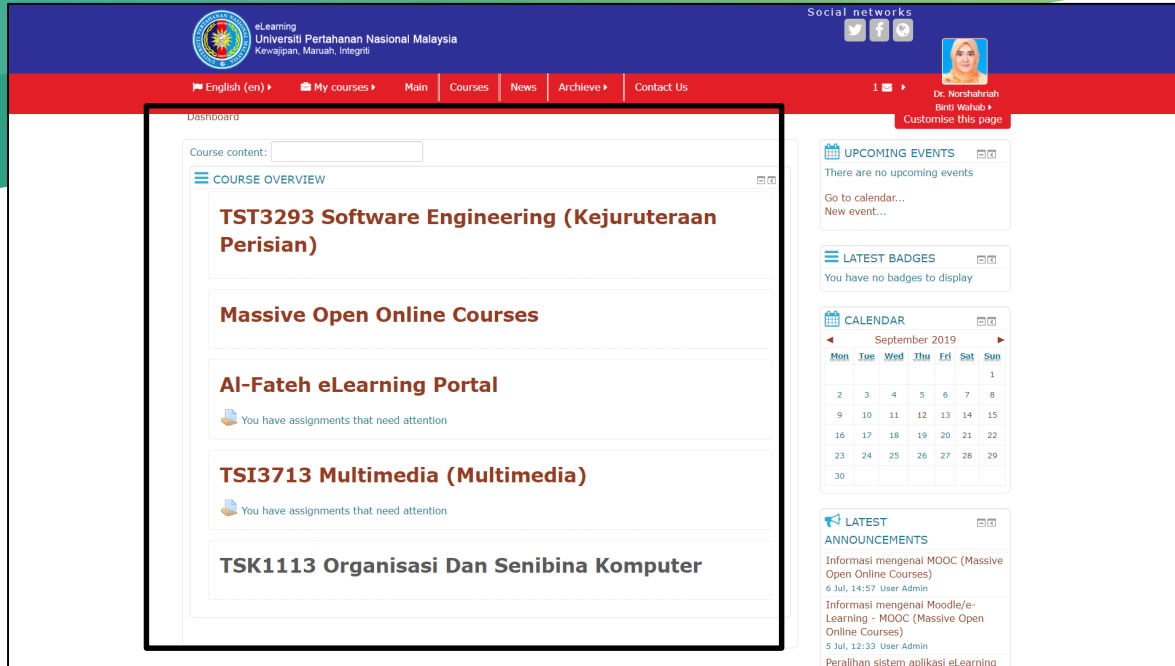 eLearning
Universiti Pertahanan Nasional Malaysia
Kewajipan, Maruah, Integriti
Social networks
English (en)
My courses
Main
Courses
News
Archieve
Contact Us
1
Dr. Norshahriah
Binti Wahab
Customise this page
Dashboard
Course content:
COURSE OVERVIEW
TST3293 Software Engineering (Kejuruteraan
Perisian)
Massive Open Online Courses
Al-Fateh eLearning Portal
You have assignments that need attention
TSI3713 Multimedia (Multimedia)
You have assignments that need attention
TSK1113 Organisasi Dan Senibina Komputer
UPCOMING EVENTS
There are no upcoming events
Go to calendar...
New event...
LATEST BADGES
You have no badges to display
CALENDAR
◄ September 2019 ►
Mon Tue Wed Thu Fri Sat Sun
1
2 3 4 5 6 7 8
9 10 11 12 13 14 15
16 17 18 19 20 21 22
23 24 25 26 27 28 29
30
LATEST
ANNOUNCEMENTS
Informasi mengenai MOOC (Massive
Open Online Courses)
6 Jul, 14:57 User Admin
Informasi mengenai Moodle/e-
Learning - MOOC (Massive Open
Online Courses)
5 Jul, 12:33 User Admin
Peralihan sistem aplikasi eLearning